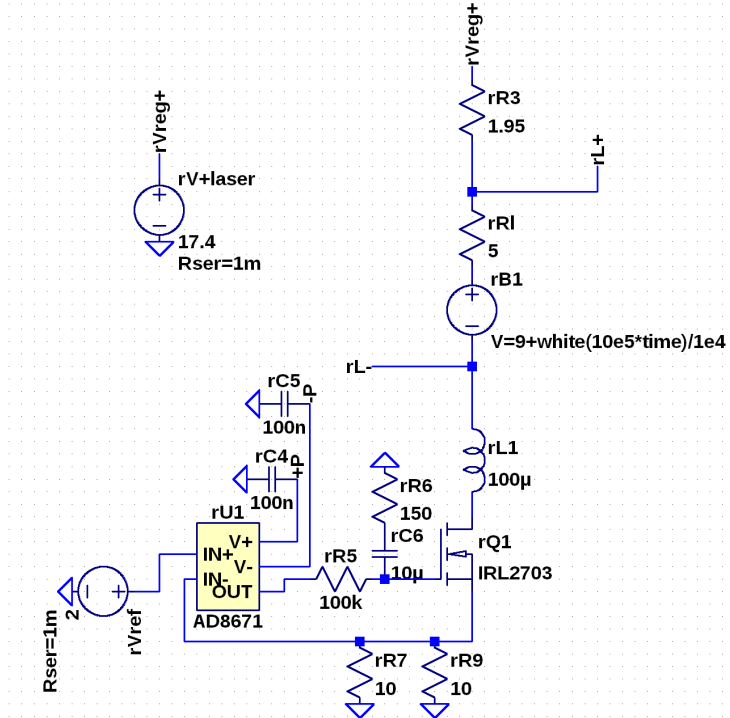 rVreg+
rR3
1.95
rVreg+
rL+
rV+laser
17.4
Rser=1m
rRl
5
rB1
V=9+white(10e5*time)/1e4
rL-
rC5
-P
100n
rC4
+P
100n
rL1
100µ
rR6
150
rU1
V+
IN+
V-
IN-
OUT
AD8671
rC6
10µ
rR5
100k
rQ1
IRL2703
2
Rser=1m
rVref
rR7
10
rR9
10